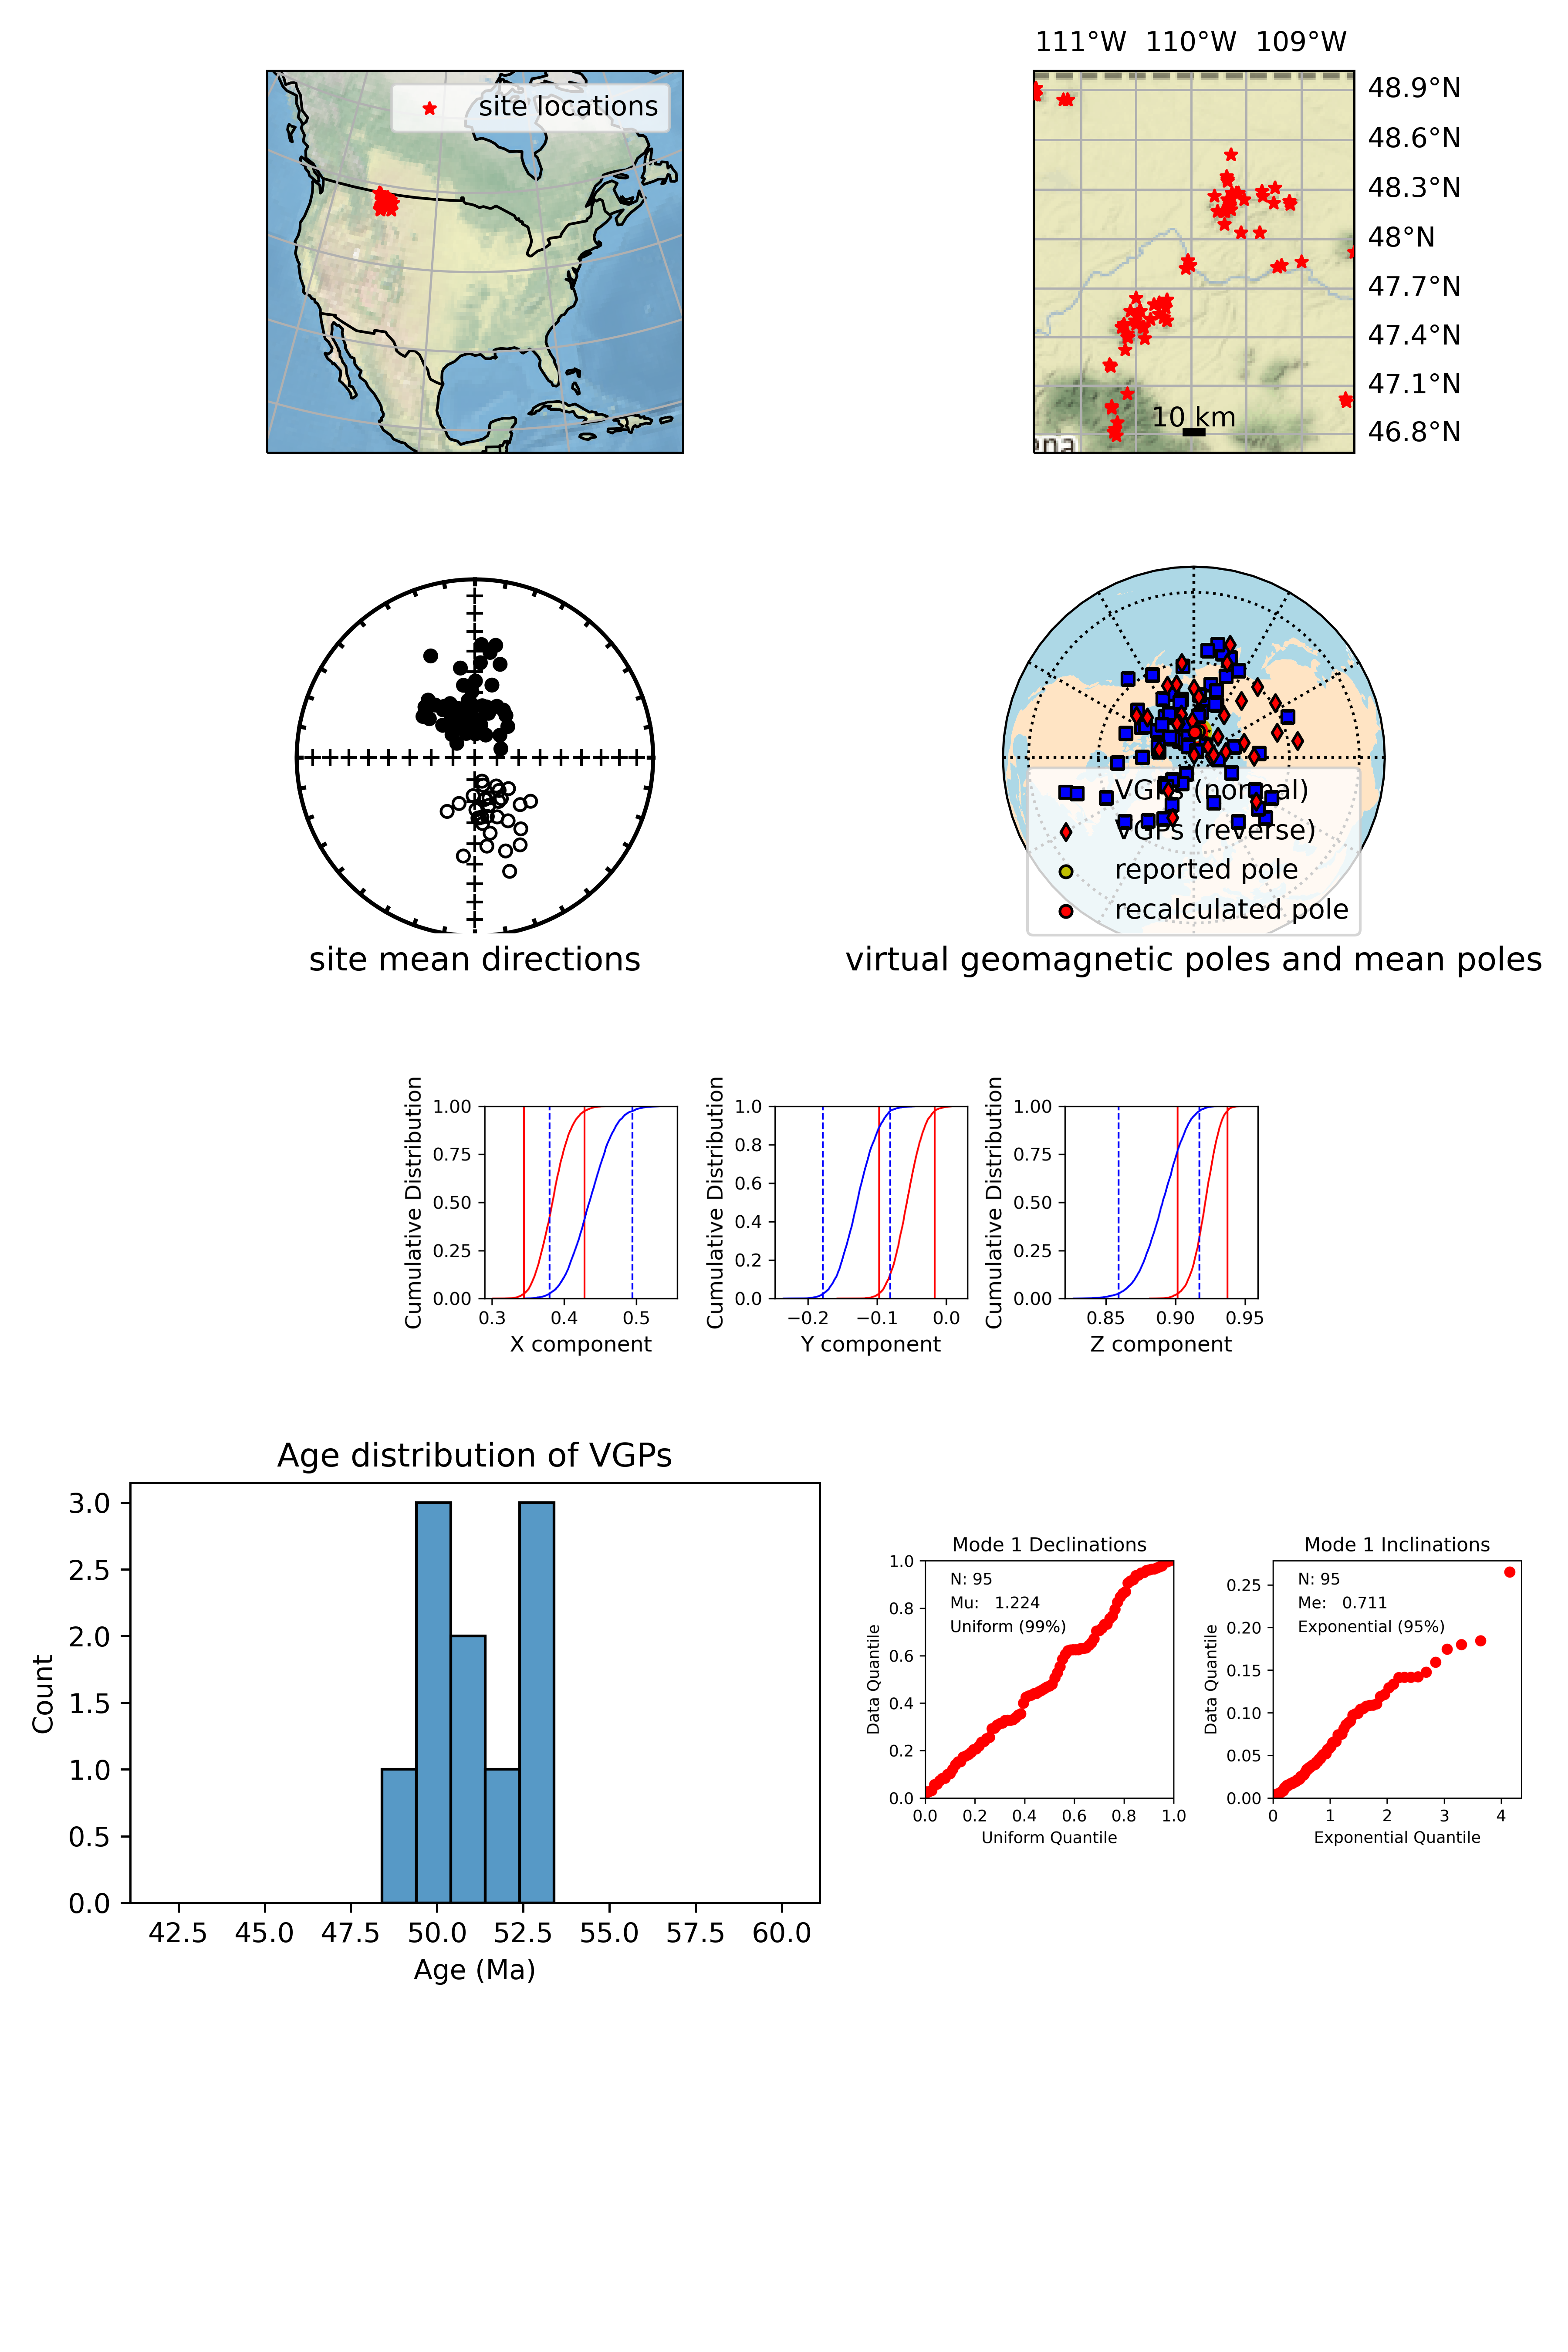 111°W 110°W 109°W
site locations
48.9°N
48.6°N
48.3°N
48°N
47.7°N
47.4°N
47.1°N
46.8°N
10 km
ena
VGPs (normal)
VGPs (reverse)
reported pole
recalculated pole
site mean directions
virtual geomagnetic poles and mean poles
Cumulative Distribution
1.00
0.75
0.50
0.25
0.00
0.3 0.4 0.5
X component
Cumulative Distribution
1.0
0.8
0.6
0.4
0.2
0.0
−0.2 −0.1 0.0
Y component
Cumulative Distribution
1.00
0.75
0.50
0.25
0.00
0.85 0.90 0.95
Z component
Age distribution of VGPs
Count
3.0
2.5
2.0
1.5
1.0
0.5
0.0
42.5 45.0 47.5 50.0 52.5 55.0 57.5 60.0
Age (Ma)
Mode 1 Declinations
N: 95
Mu: 1.224
Uniform (99%)
Data Quantile
1.0
0.8
0.6
0.4
0.2
0.0
0.0 0.2 0.4 0.6 0.8 1.0
Uniform Quantile
Mode 1 Inclinations
N: 95
Me: 0.711
Exponential (95%)
Data Quantile
0.25
0.20
0.15
0.10
0.05
0.00
0 1 2 3 4
Exponential Quantile